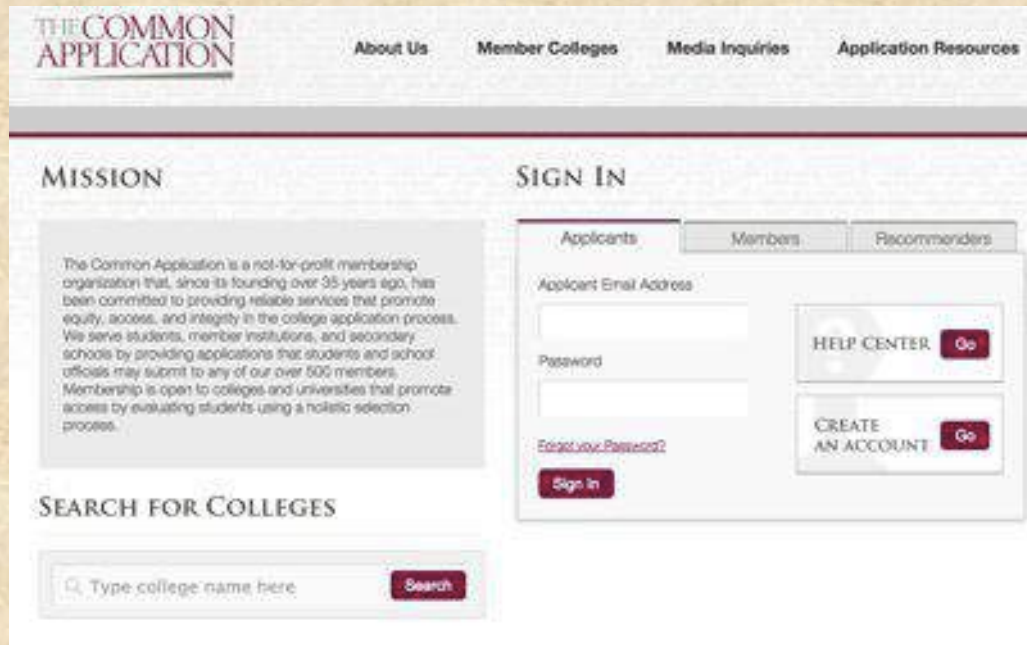 THE COMMON
APPLICATION
About Us
Member Colleges
Media Inquiries
Application Resources
MISSION
The Common Application is a not-for-profit membership
organization that, since its founding over 35 years ago, has
been committed to providing reliable services that promote
equity, access, and integrity in the college application process.
We serve students, member institutions, and secondary
schools by providing applications that students and school
officials may submit to any of our over 500 members.
Membership is open to colleges and universities that promote
access by evaluating students using a holistic selection
process.
SEARCH FOR COLLEGES
Type college name here
Search
SIGN IN
Applicants
Members
Recommenders
Applicant Email Address
Password
Forgot your Password?
Sign In
HELP CENTER
Go
CREATE
AN ACCOUNT
Go